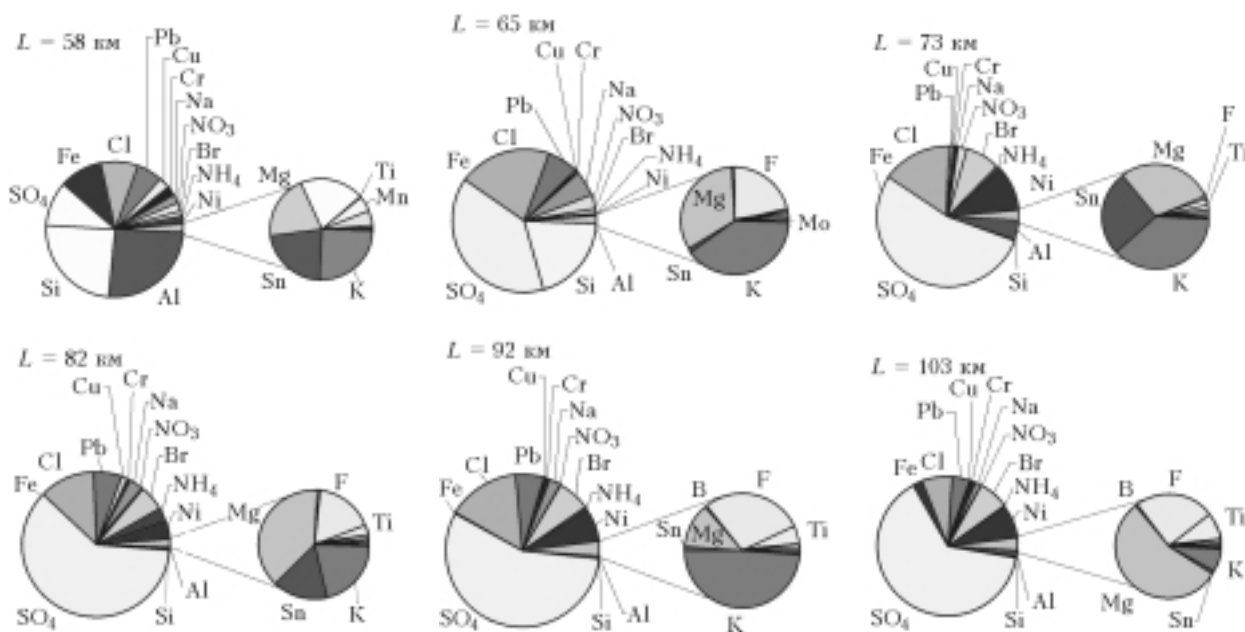 L = 58 км
Pb
Cu
Cr
Na
NO₃
Br
NH₄
Ni
Cl
Fe
SO₄
Si
Al
Mg
Ti
Mn
Sn
K
L = 65 км
Cu
Cr
Pb
Na
NO₃
Br
NH₄
Ni
Cl
Fe
SO₄
Si
Al
F
Mg
Mo
Sn
K
L = 73 км
Cu
Cr
Pb
Na
NO₃
Br
NH₄
Ni
Cl
Fe
SO₄
Al
Si
Mg
F
Ti
Sn
K
L = 82 км
Cu
Cr
Na
NO₃
Pb
Br
Cl
NH₄
Fe
Ni
SO₄
Al
Si
Mg
F
Ti
Sn
K
L = 92 км
Cu
Cr
Na
NO₃
Pb
Br
Cl
NH₄
Fe
Ni
SO₄
Al
Si
B
F
Sn
Mg
Ti
K
L = 103 км
Cu
Cr
Pb
Na
NO₃
Fe
Cl
Br
NH₄
Ni
SO₄
Al
Si
B
F
Ti
K
Mg
Sn